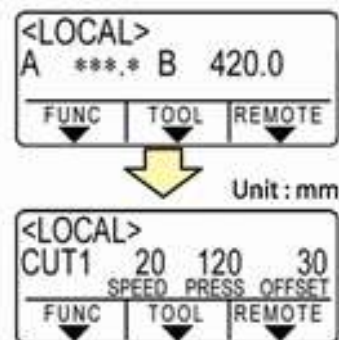 <LOCAL>
A ***.* B 420.0
FUNC TOOL REMOTE
Unit : mm
<LOCAL>
CUT1 20 120 30
SPEED PRESS OFFSET
FUNC TOOL REMOTE